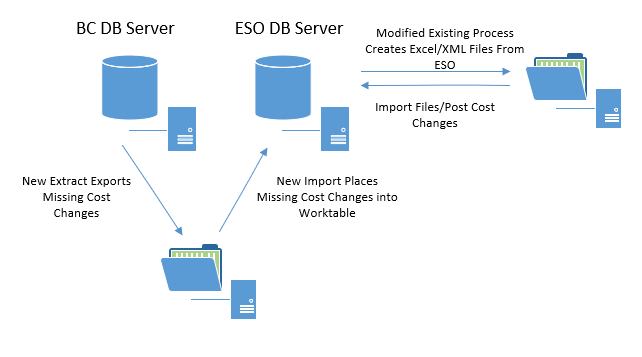 BC DB Server
ESO DB Server
Modified Existing Process
Creates Excel/XML Files From
ESO
Import Files/Post Cost
Changes
New Extract Exports
Missing Cost
Changes
New Import Places
Missing Cost Changes into
Worktable